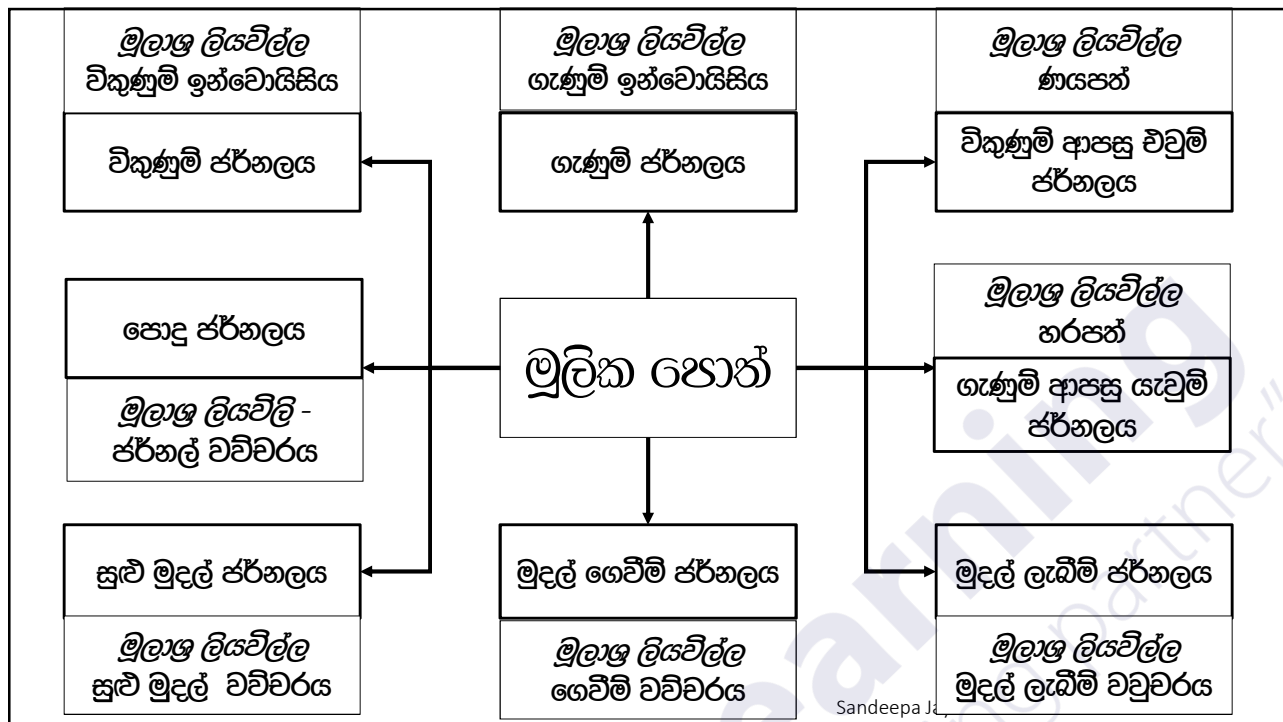 මූලාශ්‍ර ලියවිල්ල
විකුණුම් ඉන්වොයිසිය
විකුණුම් ජර්නලය
මූලාශ්‍ර ලියවිල්ල
ගැණුම් ඉන්වොයිසිය
ගැණුම් ජර්නලය
මූලාශ්‍ර ලියවිල්ල
ණයපත්
විකුණුම් ආපසු එවුම්
ජර්නලය
පොදු ජර්නලය
මූලාශ්‍ර ලියවිලි -
ජර්නල් වව්චරය
මූලික පොත්
මූලාශ්‍ර ලියවිල්ල
හරපත්
ගැණුම් ආපසු යැවුම්
ජර්නලය
සුළු මුදල් ජර්නලය
මූලාශ්‍ර ලියවිල්ල
සුළු මුදල් වව්චරය
මුදල් ගෙවීම් ජර්නලය
මූලාශ්‍ර ලියවිල්ල
ගෙවීම් වව්චරය
මුදල් ලැබීම් ජර්නලය
මූලාශ්‍ර ලියවිල්ල
මුදල් ලැබීම් වවුචරය
Sandeepa
partner"